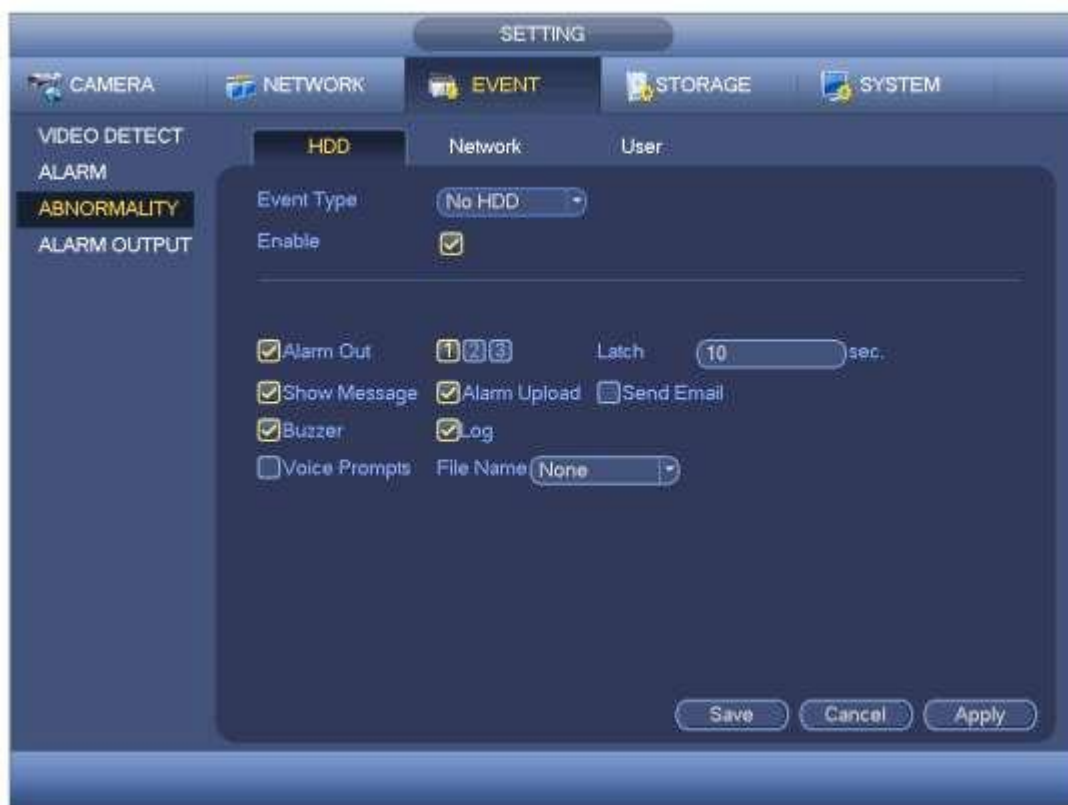 SETTING
CAMERA NETWORK EVENT STORAGE SYSTEM
VIDEO DETECT
ALARM
ABNORMALITY
ALARM OUTPUT
HDD Network User
Event Type No HDD
Enable
Alarm Out 1 2 3 Latch 10 sec.
Show Message Alarm Upload Send Email
Buzzer Log
Voice Prompts File Name None
Save Cancel Apply